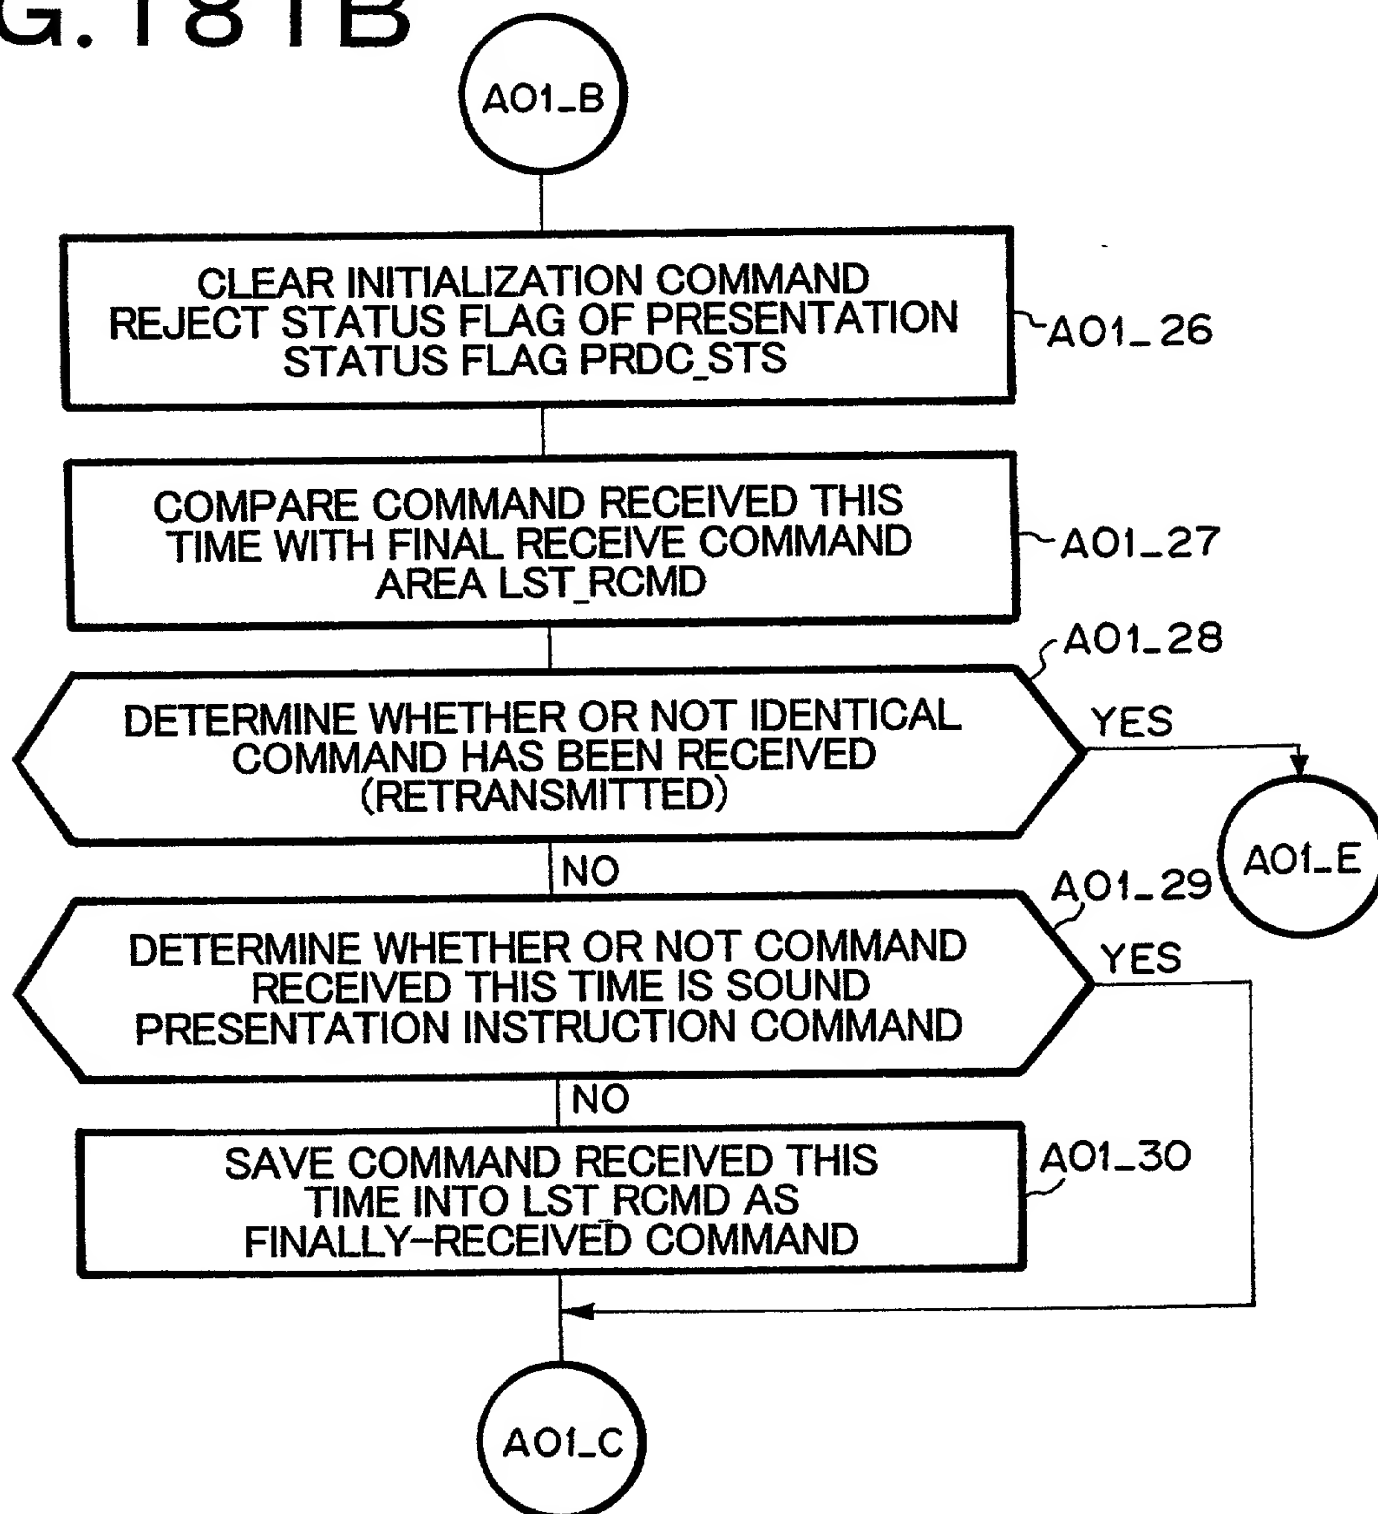 G. 181B
A01_B
CLEAR INITIALIZATION COMMAND
REJECT STATUS FLAG OF PRESENTATION
STATUS FLAG PRDC_STS
A01_26
COMPARE COMMAND RECEIVED THIS
TIME WITH FINAL RECEIVE COMMAND
AREA LST_RCMD
A01_27
A01_28
DETERMINE WHETHER OR NOT IDENTICAL
COMMAND HAS BEEN RECEIVED
(RETRANSMITTED)
YES
A01_E
NO
A01_29
DETERMINE WHETHER OR NOT COMMAND
RECEIVED THIS TIME IS SOUND
PRESENTATION INSTRUCTION COMMAND
YES
NO
SAVE COMMAND RECEIVED THIS
TIME INTO LST_RCMD AS
FINALLY-RECEIVED COMMAND
A01_30
A01_C